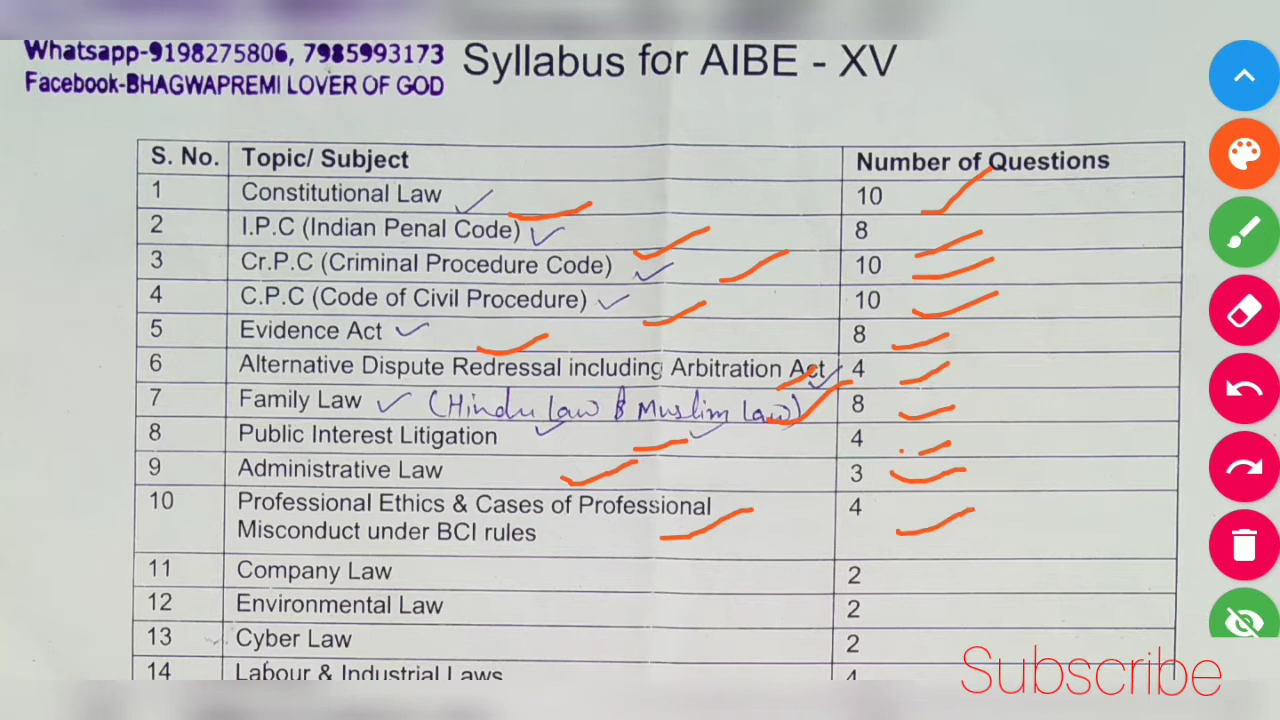 Whatsapp-9198275806, 7985993173
Facebook-BHAGWAPREMI LOVER OF GOD
Syllabus for AIBE - XV
S. No. Topic/ Subject Number of Questions
1 Constitutional Law 10
2 I.P.C (Indian Penal Code) 8
3 Cr.P.C (Criminal Procedure Code) 10
4 C.P.C (Code of Civil Procedure) 10
5 Evidence Act 8
6 Alternative Dispute Redressal including Arbitration Act 4
7 Family Law (Hindu Law & Muslim Law) 8
8 Public Interest Litigation 4
9 Administrative Law 3
10 Professional Ethics & Cases of Professional 4
Misconduct under BCI rules
11 Company Law 2
12 Environmental Law 2
13 Cyber Law 2
14 Labour & Industrial Laws 4
Subscribe